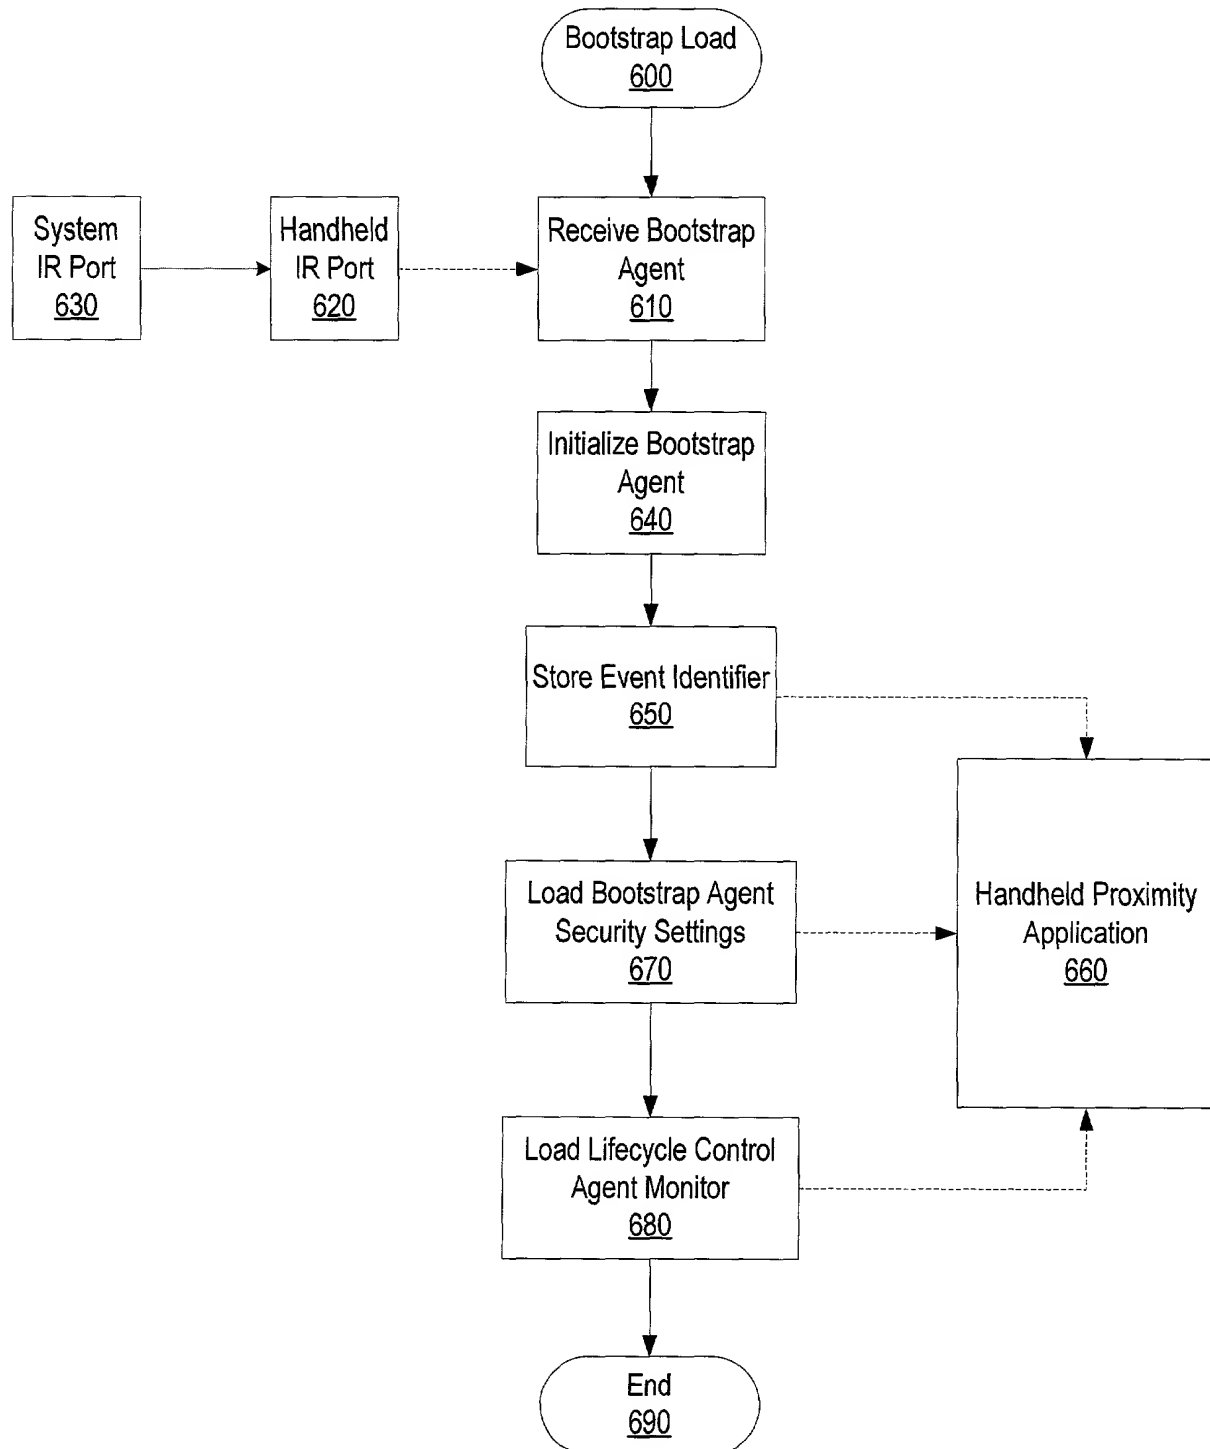 Bootstrap Load
600
System
IR Port
630
Handheld
IR Port
620
Receive Bootstrap
Agent
610
Initialize Bootstrap
Agent
640
Store Event Identifier
650
Load Bootstrap Agent
Security Settings
670
Handheld Proximity
Application
660
Load Lifecycle Control
Agent Monitor
680
End
690